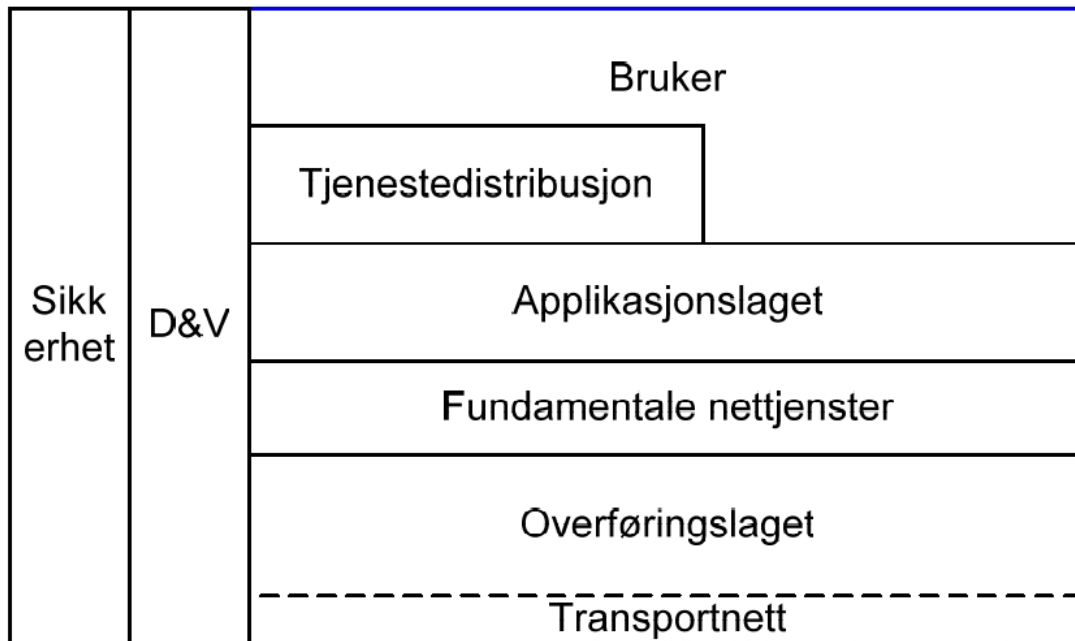 Bruker
Tjenestedistribusjon
Sikk
erhet
D&V
Applikasjonslaget
Fundamentale nettjenster
Overføringslaget
Transportnett